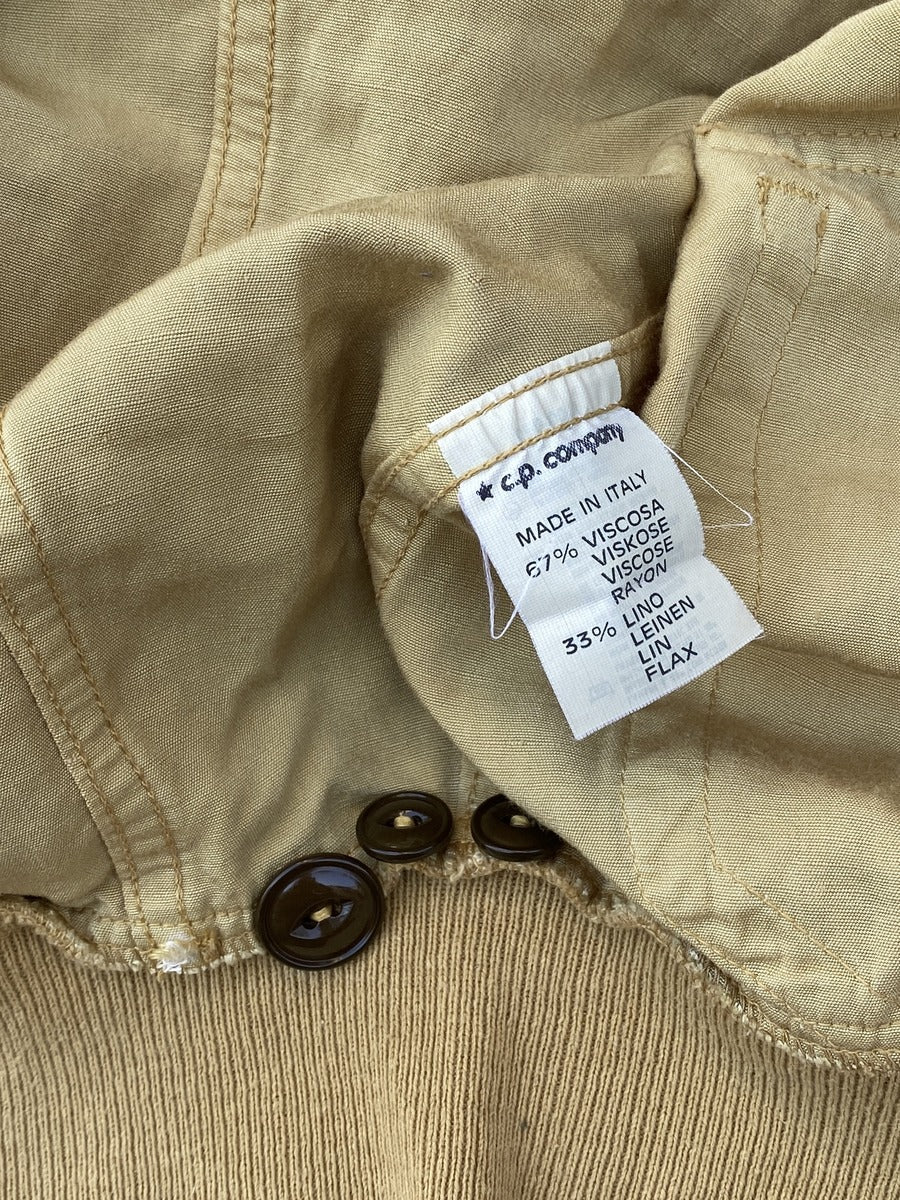 ★ c.p. company
MADE IN ITALY
67% VISCOSA
VISKOSE
VISCOSE
RAYON
33% LINO
LEINEN
LIN
FLAX